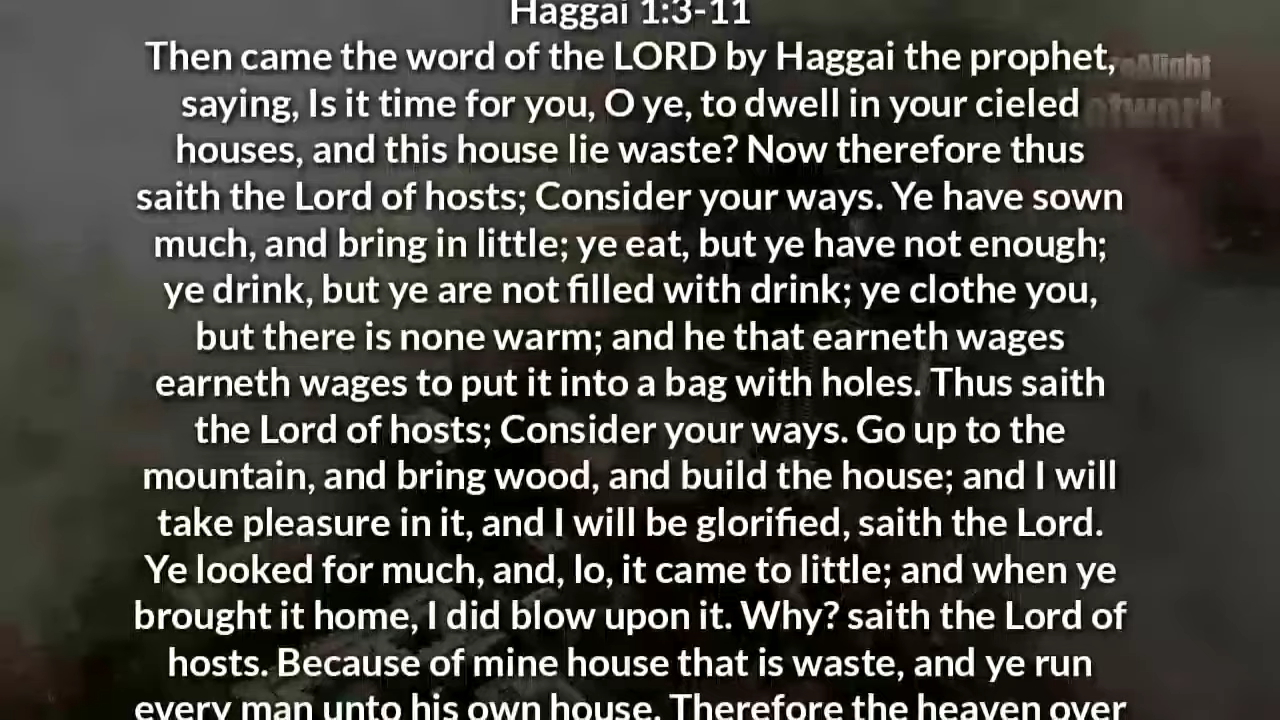 Haggai 1:3-11
Then came the word of the LORD by Haggai the prophet,
saying, Is it time for you, O ye, to dwell in your cieled
houses, and this house lie waste? Now therefore thus
saith the Lord of hosts; Consider your ways. Ye have sown
much, and bring in little; ye eat, but ye have not enough;
ye drink, but ye are not filled with drink; ye clothe you,
but there is none warm; and he that earneth wages
earneth wages to put it into a bag with holes. Thus saith
the Lord of hosts; Consider your ways. Go up to the
mountain, and bring wood, and build the house; and I will
take pleasure in it, and I will be glorified, saith the Lord.
Ye looked for much, and, lo, it came to little; and when ye
brought it home, I did blow upon it. Why? saith the Lord of
hosts. Because of mine house that is waste, and ye run
every man unto his own house. Therefore the heaven over